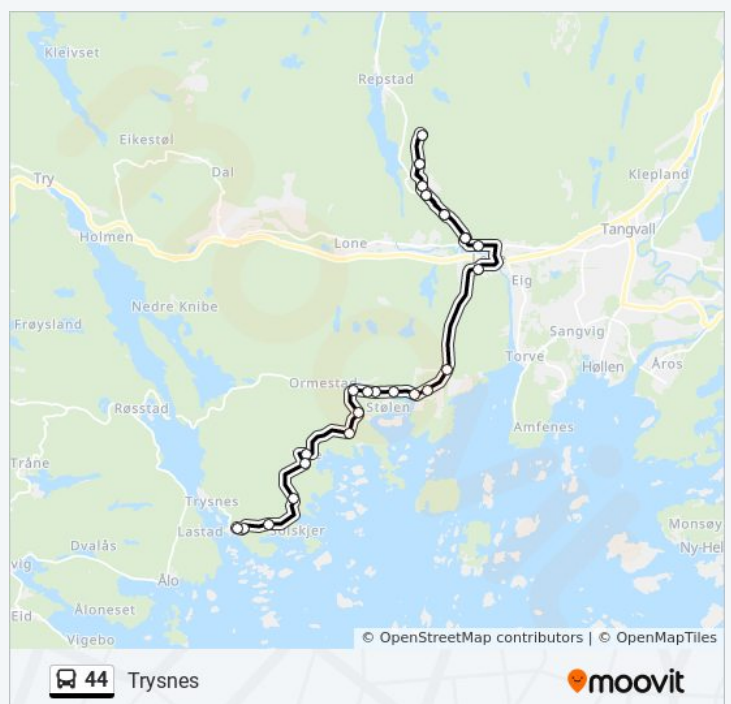 Kleivset
Repstad
Eikestøl
Try
Dal
Klepland
Holmen
Lone
Tangvall
Eig
Nedre Knibe
Frøysland
Sangvig
Torve
Høllen
Åros
Ormestad
Røsstad
Stølen
Amfenes
Tråne
Trysnes
Lastad
Solskjer
Monsøy
Ny-Hel
Dvalås
vig
Ålo
Åloneset
Eld
Vigebo
© OpenStreetMap contributors | © OpenMapTiles
44 Trysnes
moovit